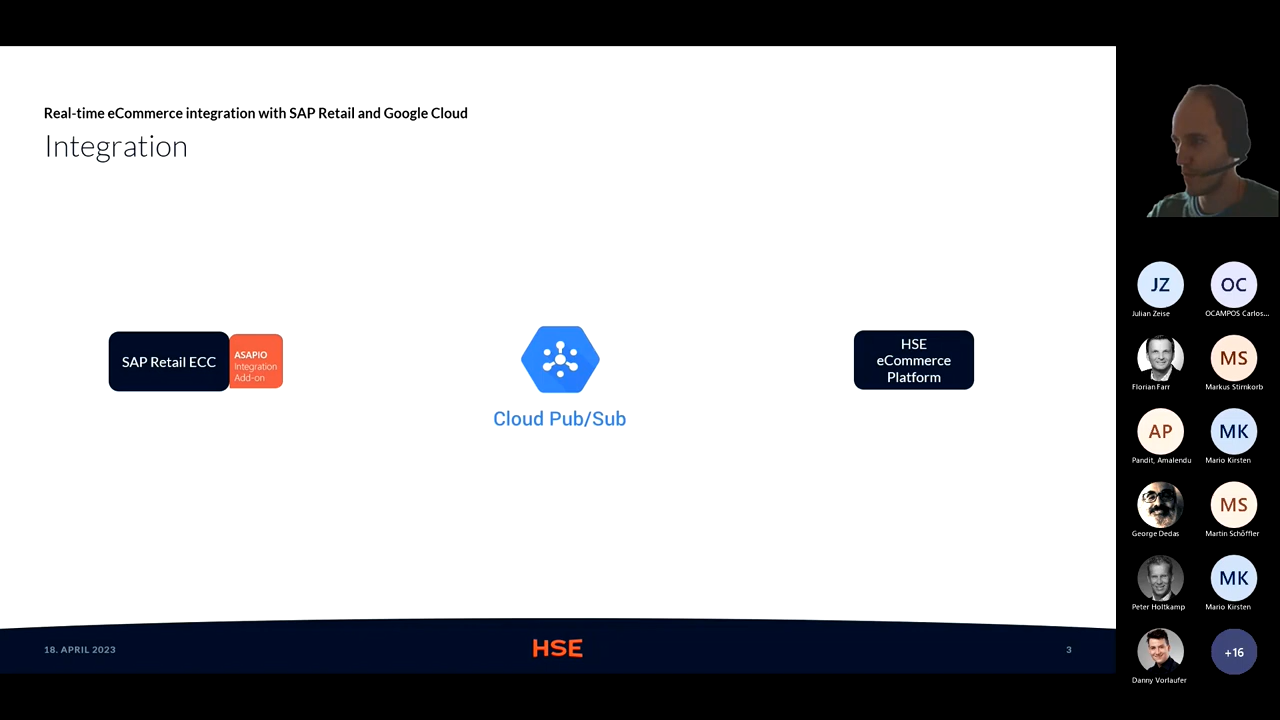 Real-time eCommerce integration with SAP Retail and Google Cloud
Integration
SAP Retail ECC
ASAPIO
Integration
Add-on
Cloud Pub/Sub
HSE
eCommerce
Platform
18. APRIL 2023
HSE
3
JZ
Julian Zeise
OC
OCAMPOS Carlos...
Florian Farr
MS
Markus Stirnkorb
AP
Pandit, Amalendu
MK
Mario Kirsten
George Dedas
MS
Martin Schöffler
Peter Holtkamp
MK
Mario Kirsten
Danny Vorlaufer
+16